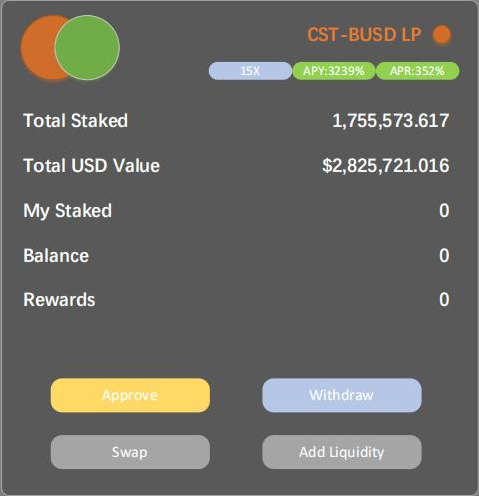 CST-BUSD LP
15X APY:3239% APR:352%
Total Staked 1,755,573.617
Total USD Value $2,825,721.016
My Staked 0
Balance 0
Rewards 0
Approve Withdraw
Swap Add Liquidity